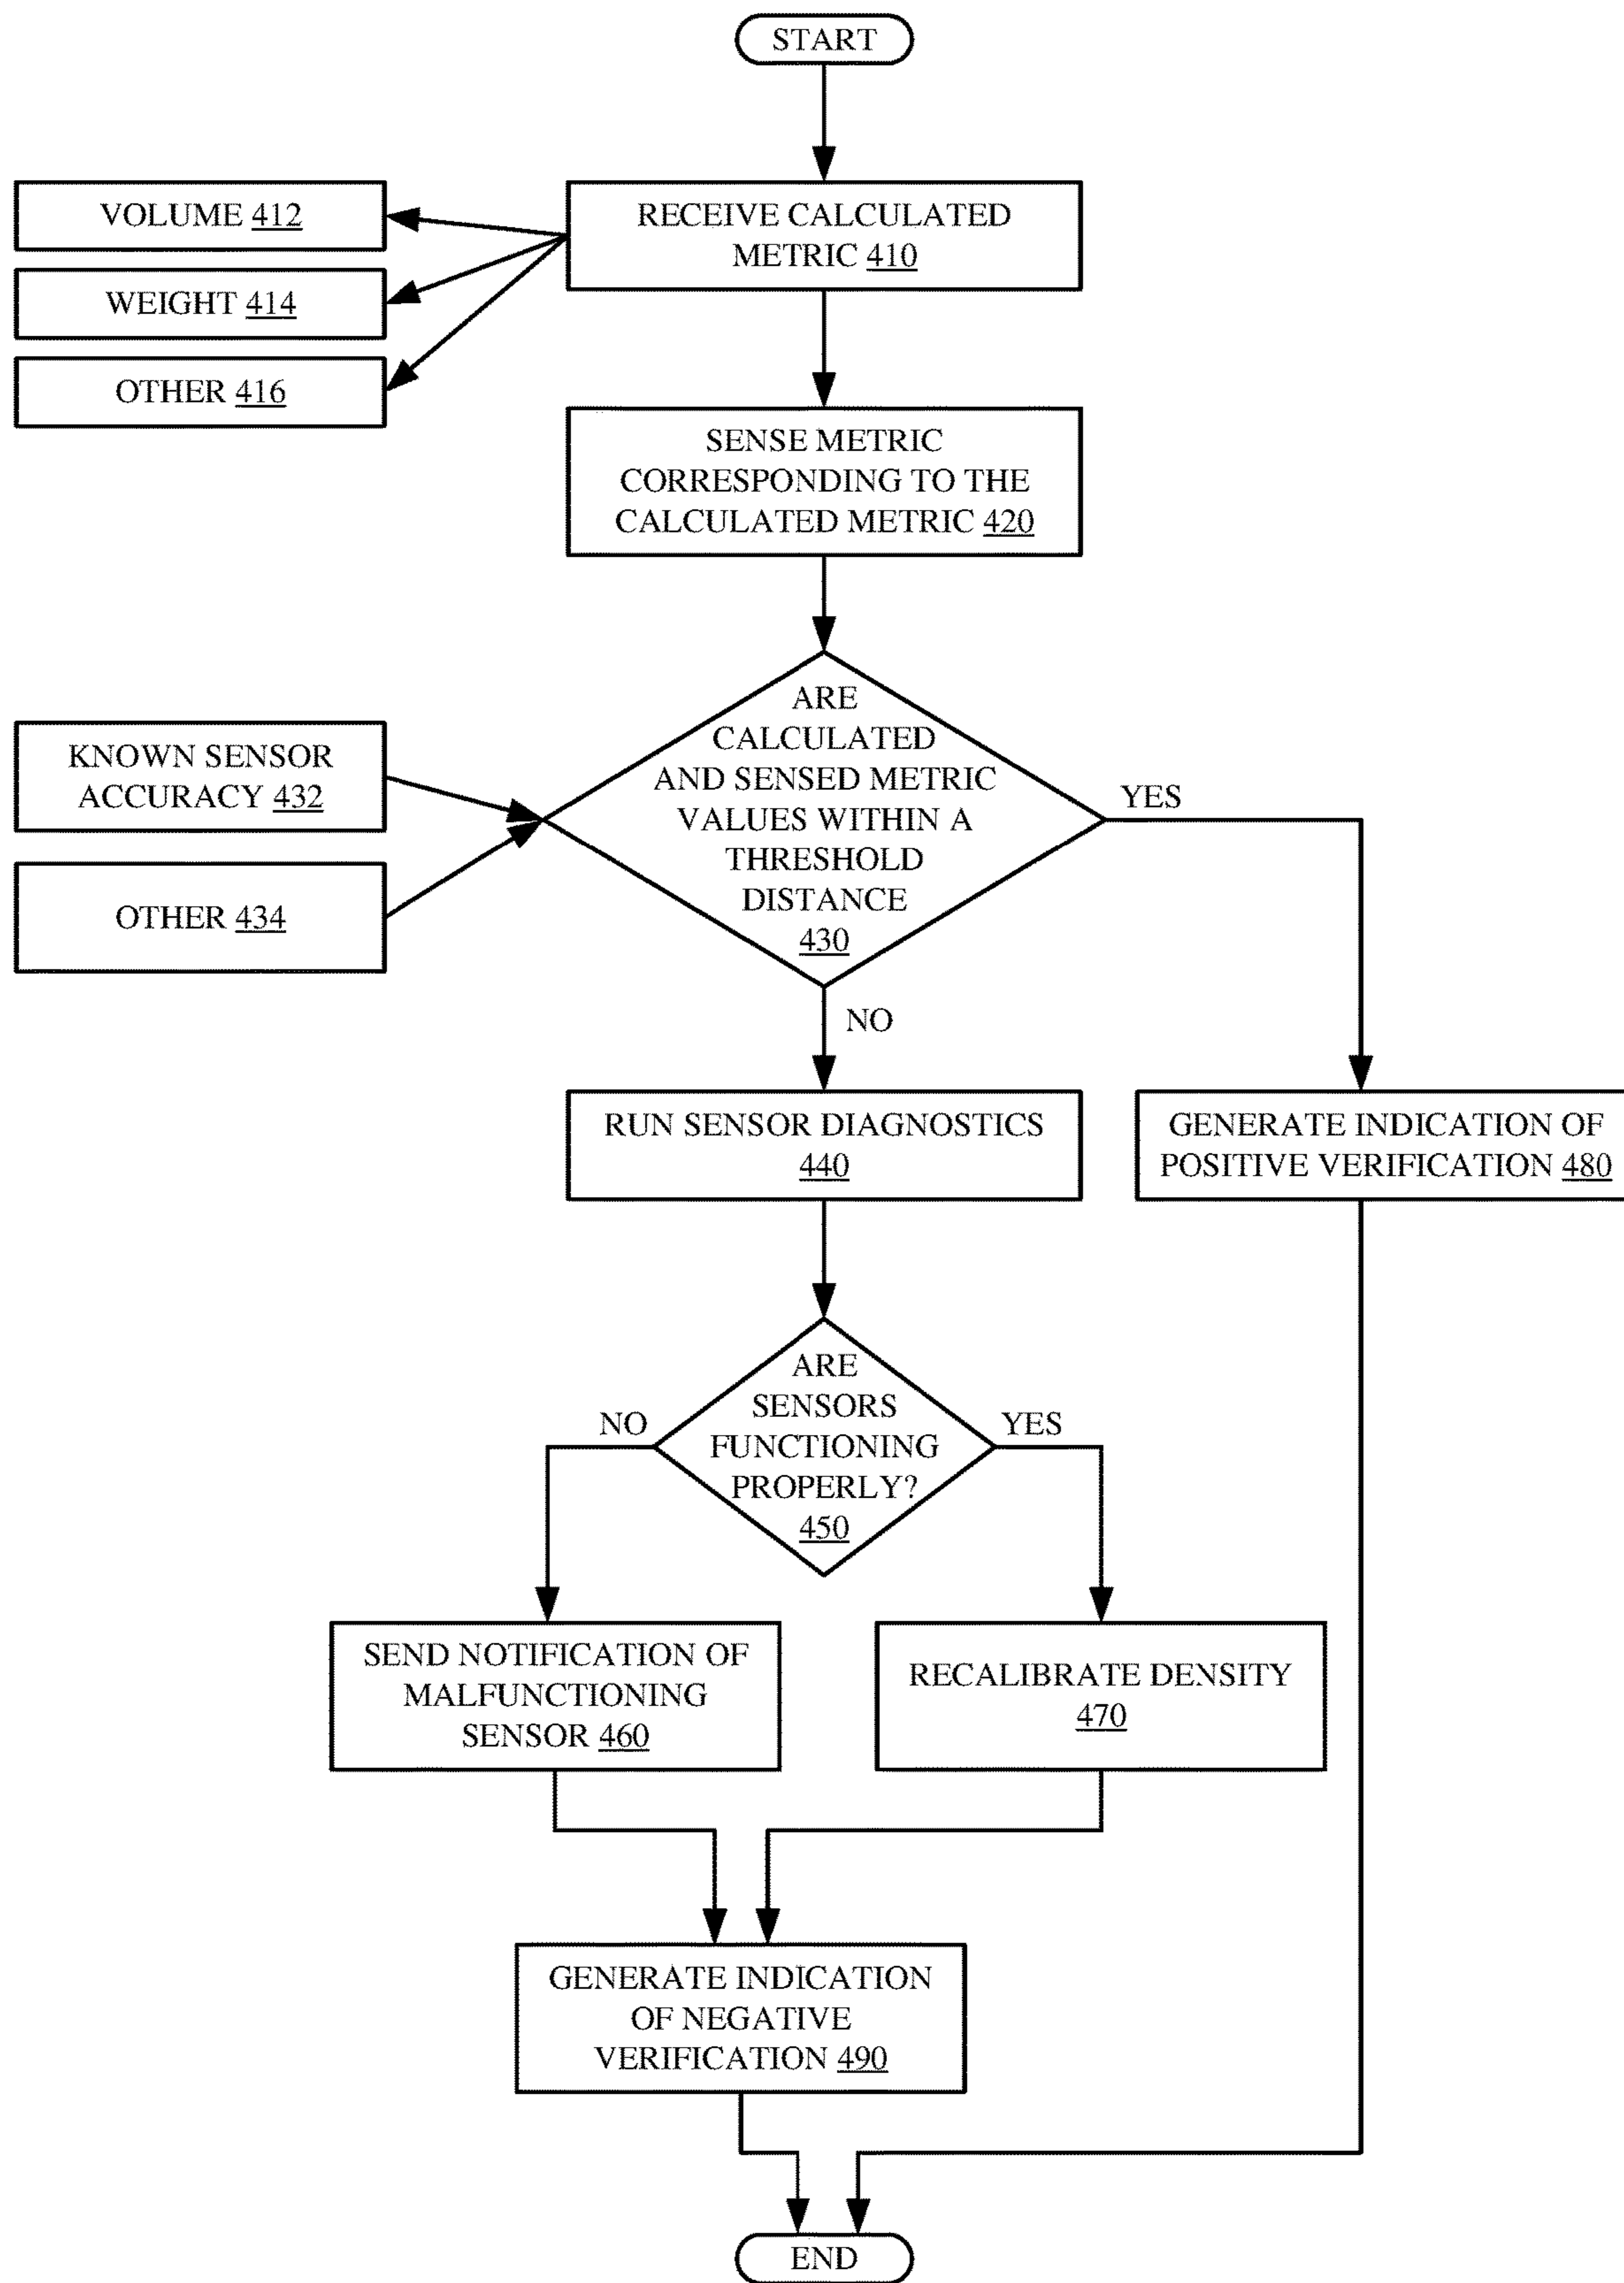 START
VOLUME 412
WEIGHT 414
OTHER 416
RECEIVE CALCULATED
METRIC 410
SENSE METRIC
CORRESPONDING TO THE
CALCULATED METRIC 420
KNOWN SENSOR
ACCURACY 432
OTHER 434
ARE
CALCULATED
AND SENSED METRIC
VALUES WITHIN A
THRESHOLD
DISTANCE
430
YES
NO
RUN SENSOR DIAGNOSTICS
440
GENERATE INDICATION OF
POSITIVE VERIFICATION 480
ARE
SENSORS
FUNCTIONING
PROPERLY?
450
NO
YES
SEND NOTIFICATION OF
MALFUNCTIONING
SENSOR 460
RECALIBRATE DENSITY
470
GENERATE INDICATION
OF NEGATIVE
VERIFICATION 490
END